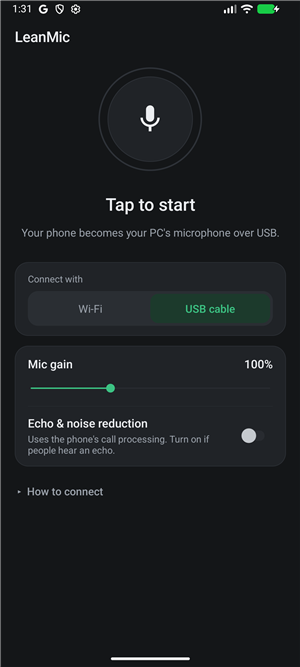 1:31
LeanMic
Tap to start
Your phone becomes your PC's microphone over USB.
Connect with
Wi-Fi
USB cable
Mic gain
100%
Echo & noise reduction
Uses the phone's call processing. Turn on if
people hear an echo.
How to connect